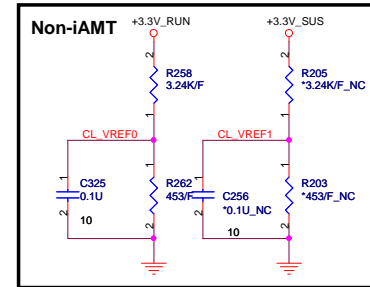 Non-iAMT
+3.3V_RUN
+3.3V_SUS
2
2
R258
3.24K/F
R205
*3.24K/F_NC
1
1
CL_VREF0
CL_VREF1
1
1
1
1
C325
0.1U
R262
453/F
C256
*0.1U_NC
R203
*453/F_NC
2
2
2
2
10
10